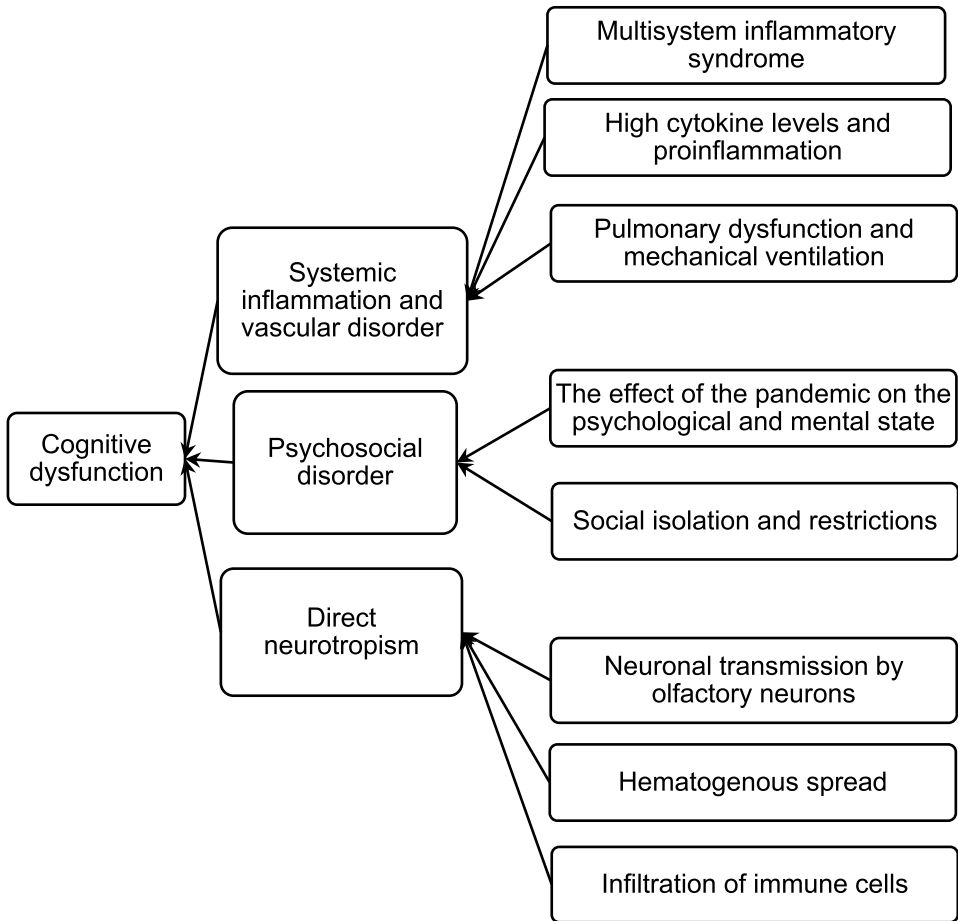 Multisystem inflammatory
syndrome
High cytokine levels and
proinflammation
Pulmonary dysfunction and
mechanical ventilation
Systemic
inflammation and
vascular disorder
The effect of the pandemic on the
psychological and mental state
Cognitive
dysfunction
Psychosocial
disorder
Social isolation and restrictions
Direct
neurotropism
Neuronal transmission by
olfactory neurons
Hematogenous spread
Infiltration of immune cells